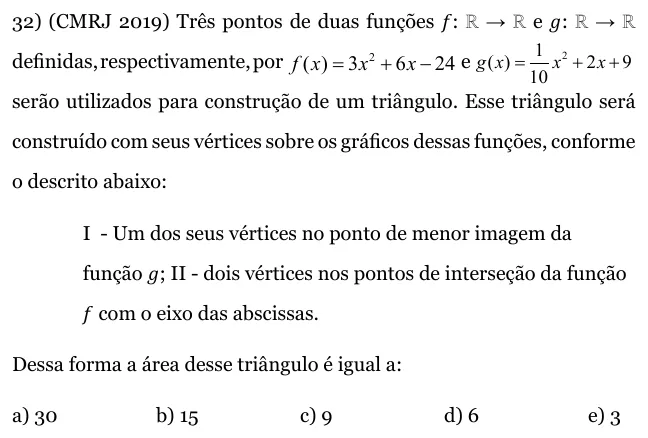 32) (CMRJ 2019) Três pontos de duas funções f: ℝ → ℝ e g: ℝ → ℝ
definidas, respectivamente, por f(x) = 3x² + 6x − 24 e g(x) = 1/10 x² + 2x + 9
serão utilizados para construção de um triângulo. Esse triângulo será
construído com seus vértices sobre os gráficos dessas funções, conforme
o descrito abaixo:
I - Um dos seus vértices no ponto de menor imagem da
função g; II - dois vértices nos pontos de interseção da função
f com o eixo das abscissas.
Dessa forma a área desse triângulo é igual a:
a) 30 b) 15 c) 9 d) 6 e) 3